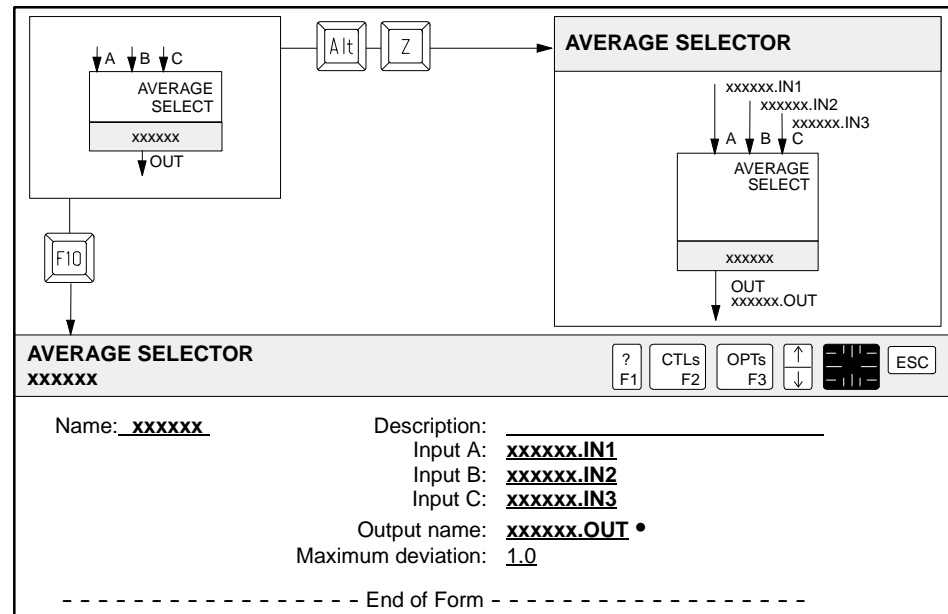 A B C
AVERAGE
SELECT
xxxxxx
OUT
Alt Z
F10
AVERAGE SELECTOR
xxxxxx.IN1
xxxxxx.IN2
xxxxxx.IN3
A B C
AVERAGE
SELECT
xxxxxx
OUT
xxxxxx.OUT
AVERAGE SELECTOR
xxxxxx
? F1
CTLs F2
OPTs F3
↑ ↓
ESC
Name: xxxxxx Description:
Input A: xxxxxx.IN1
Input B: xxxxxx.IN2
Input C: xxxxxx.IN3
Output name: xxxxxx.OUT •
Maximum deviation: 1.0
- - - - - - - - - - - - - - - - - - End of Form - - - - - - - - - - - - - - - - - - -